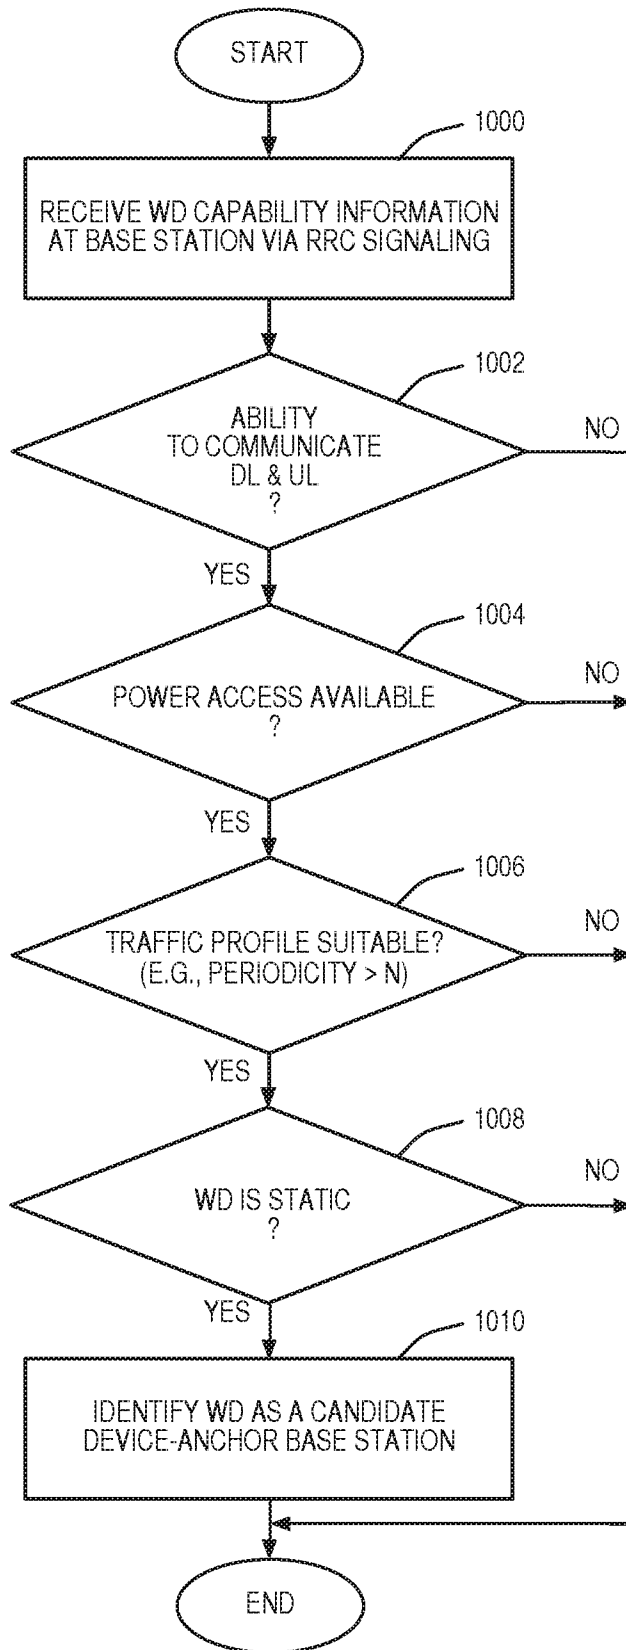 START
1000
RECEIVE WD CAPABILITY INFORMATION
AT BASE STATION VIA RRC SIGNALING
1002
ABILITY
TO COMMUNICATE
DL & UL
?
NO
YES
1004
POWER ACCESS AVAILABLE
?
NO
YES
1006
TRAFFIC PROFILE SUITABLE?
(E.G., PERIODICITY > N)
NO
YES
1008
WD IS STATIC
?
NO
YES
1010
IDENTIFY WD AS A CANDIDATE
DEVICE-ANCHOR BASE STATION
END